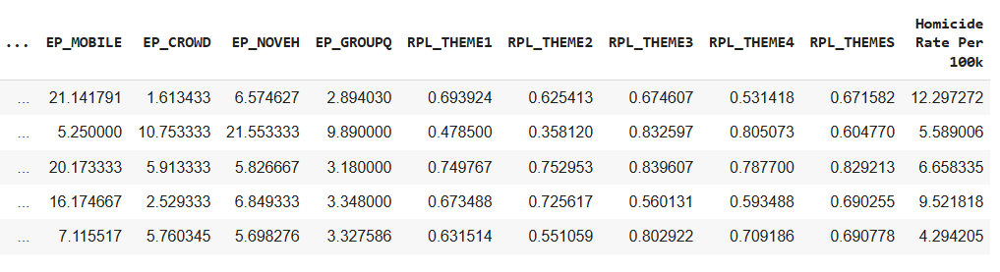 Homicide
... EP_MOBILE EP_CROWD EP_NOVEH EP_GROUPQ RPL_THEME1 RPL_THEME2 RPL_THEME3 RPL_THEME4 RPL_THEMES Rate Per
100k
... 21.141791 1.613433 6.574627 2.894030 0.693924 0.625413 0.674607 0.531418 0.671582 12.297272
... 5.250000 10.753333 21.553333 9.890000 0.478500 0.358120 0.832597 0.805073 0.604770 5.589006
... 20.173333 5.913333 5.826667 3.180000 0.749767 0.752953 0.839607 0.787700 0.829213 6.658335
... 16.174667 2.529333 6.849333 3.348000 0.673488 0.725617 0.560131 0.593488 0.690255 9.521818
... 7.115517 5.760345 5.698276 3.327586 0.631514 0.551059 0.802922 0.709186 0.690778 4.294205